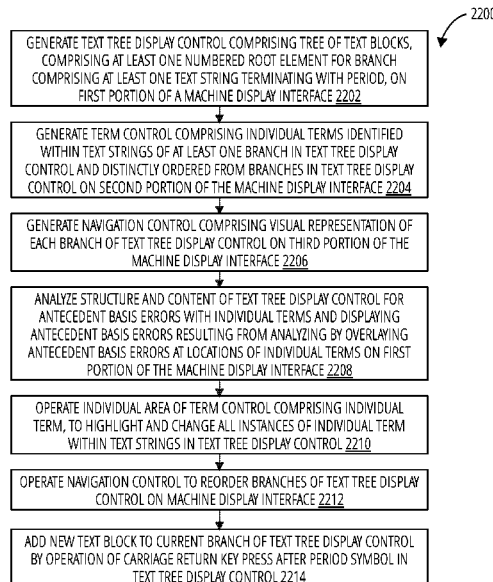 2200
GENERATE TEXT TREE DISPLAY CONTROL COMPRISING TREE OF TEXT BLOCKS,
COMPRISING AT LEAST ONE NUMBERED ROOT ELEMENT FOR BRANCH
COMPRISING AT LEAST ONE TEXT STRING TERMINATING WITH PERIOD, ON
FIRST PORTION OF A MACHINE DISPLAY INTERFACE 2202
GENERATE TERM CONTROL COMPRISING INDIVIDUAL TERMS IDENTIFIED
WITHIN TEXT STRINGS OF AT LEAST ONE BRANCH IN TEXT TREE DISPLAY
CONTROL AND DISTINCTLY ORDERED FROM BRANCHES IN TEXT TREE DISPLAY
CONTROL ON SECOND PORTION OF THE MACHINE DISPLAY INTERFACE 2204
GENERATE NAVIGATION CONTROL COMPRISING VISUAL REPRESENTATION OF
EACH BRANCH OF TEXT TREE DISPLAY CONTROL ON THIRD PORTION OF THE
MACHINE DISPLAY INTERFACE 2206
ANALYZE STRUCTURE AND CONTENT OF TEXT TREE DISPLAY CONTROL FOR
ANTECEDENT BASIS ERRORS WITH INDIVIDUAL TERMS AND DISPLAYING
ANTECEDENT BASIS ERRORS RESULTING FROM ANALYZING BY OVERLAYING
ANTECEDENT BASIS ERRORS AT LOCATIONS OF INDIVIDUAL TERMS ON FIRST
PORTION OF THE MACHINE DISPLAY INTERFACE 2208
OPERATE INDIVIDUAL AREA OF TERM CONTROL COMPRISING INDIVIDUAL
TERM, TO HIGHLIGHT AND CHANGE ALL INSTANCES OF INDIVIDUAL TERM
WITHIN TEXT STRINGS IN TEXT TREE DISPLAY CONTROL 2210
OPERATE NAVIGATION CONTROL TO REORDER BRANCHES OF TEXT TREE DISPLAY
CONTROL ON MACHINE DISPLAY INTERFACE 2212
ADD NEW TEXT BLOCK TO CURRENT BRANCH OF TEXT TREE DISPLAY CONTROL
BY OPERATION OF CARRIAGE RETURN KEY PRESS AFTER PERIOD SYMBOL IN
TEXT TREE DISPLAY CONTROL 2214